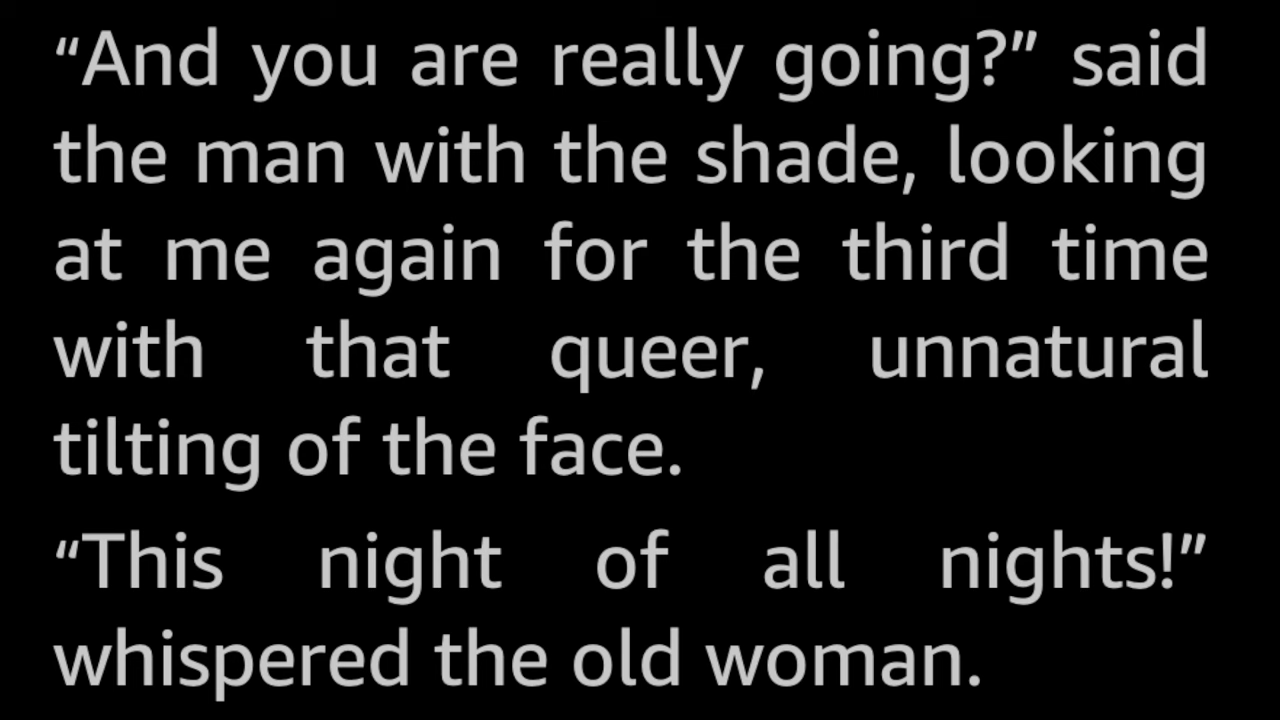 “And you are really going?” said
the man with the shade, looking
at me again for the third time
with that queer, unnatural
tilting of the face.
“This night of all nights!”
whispered the old woman.